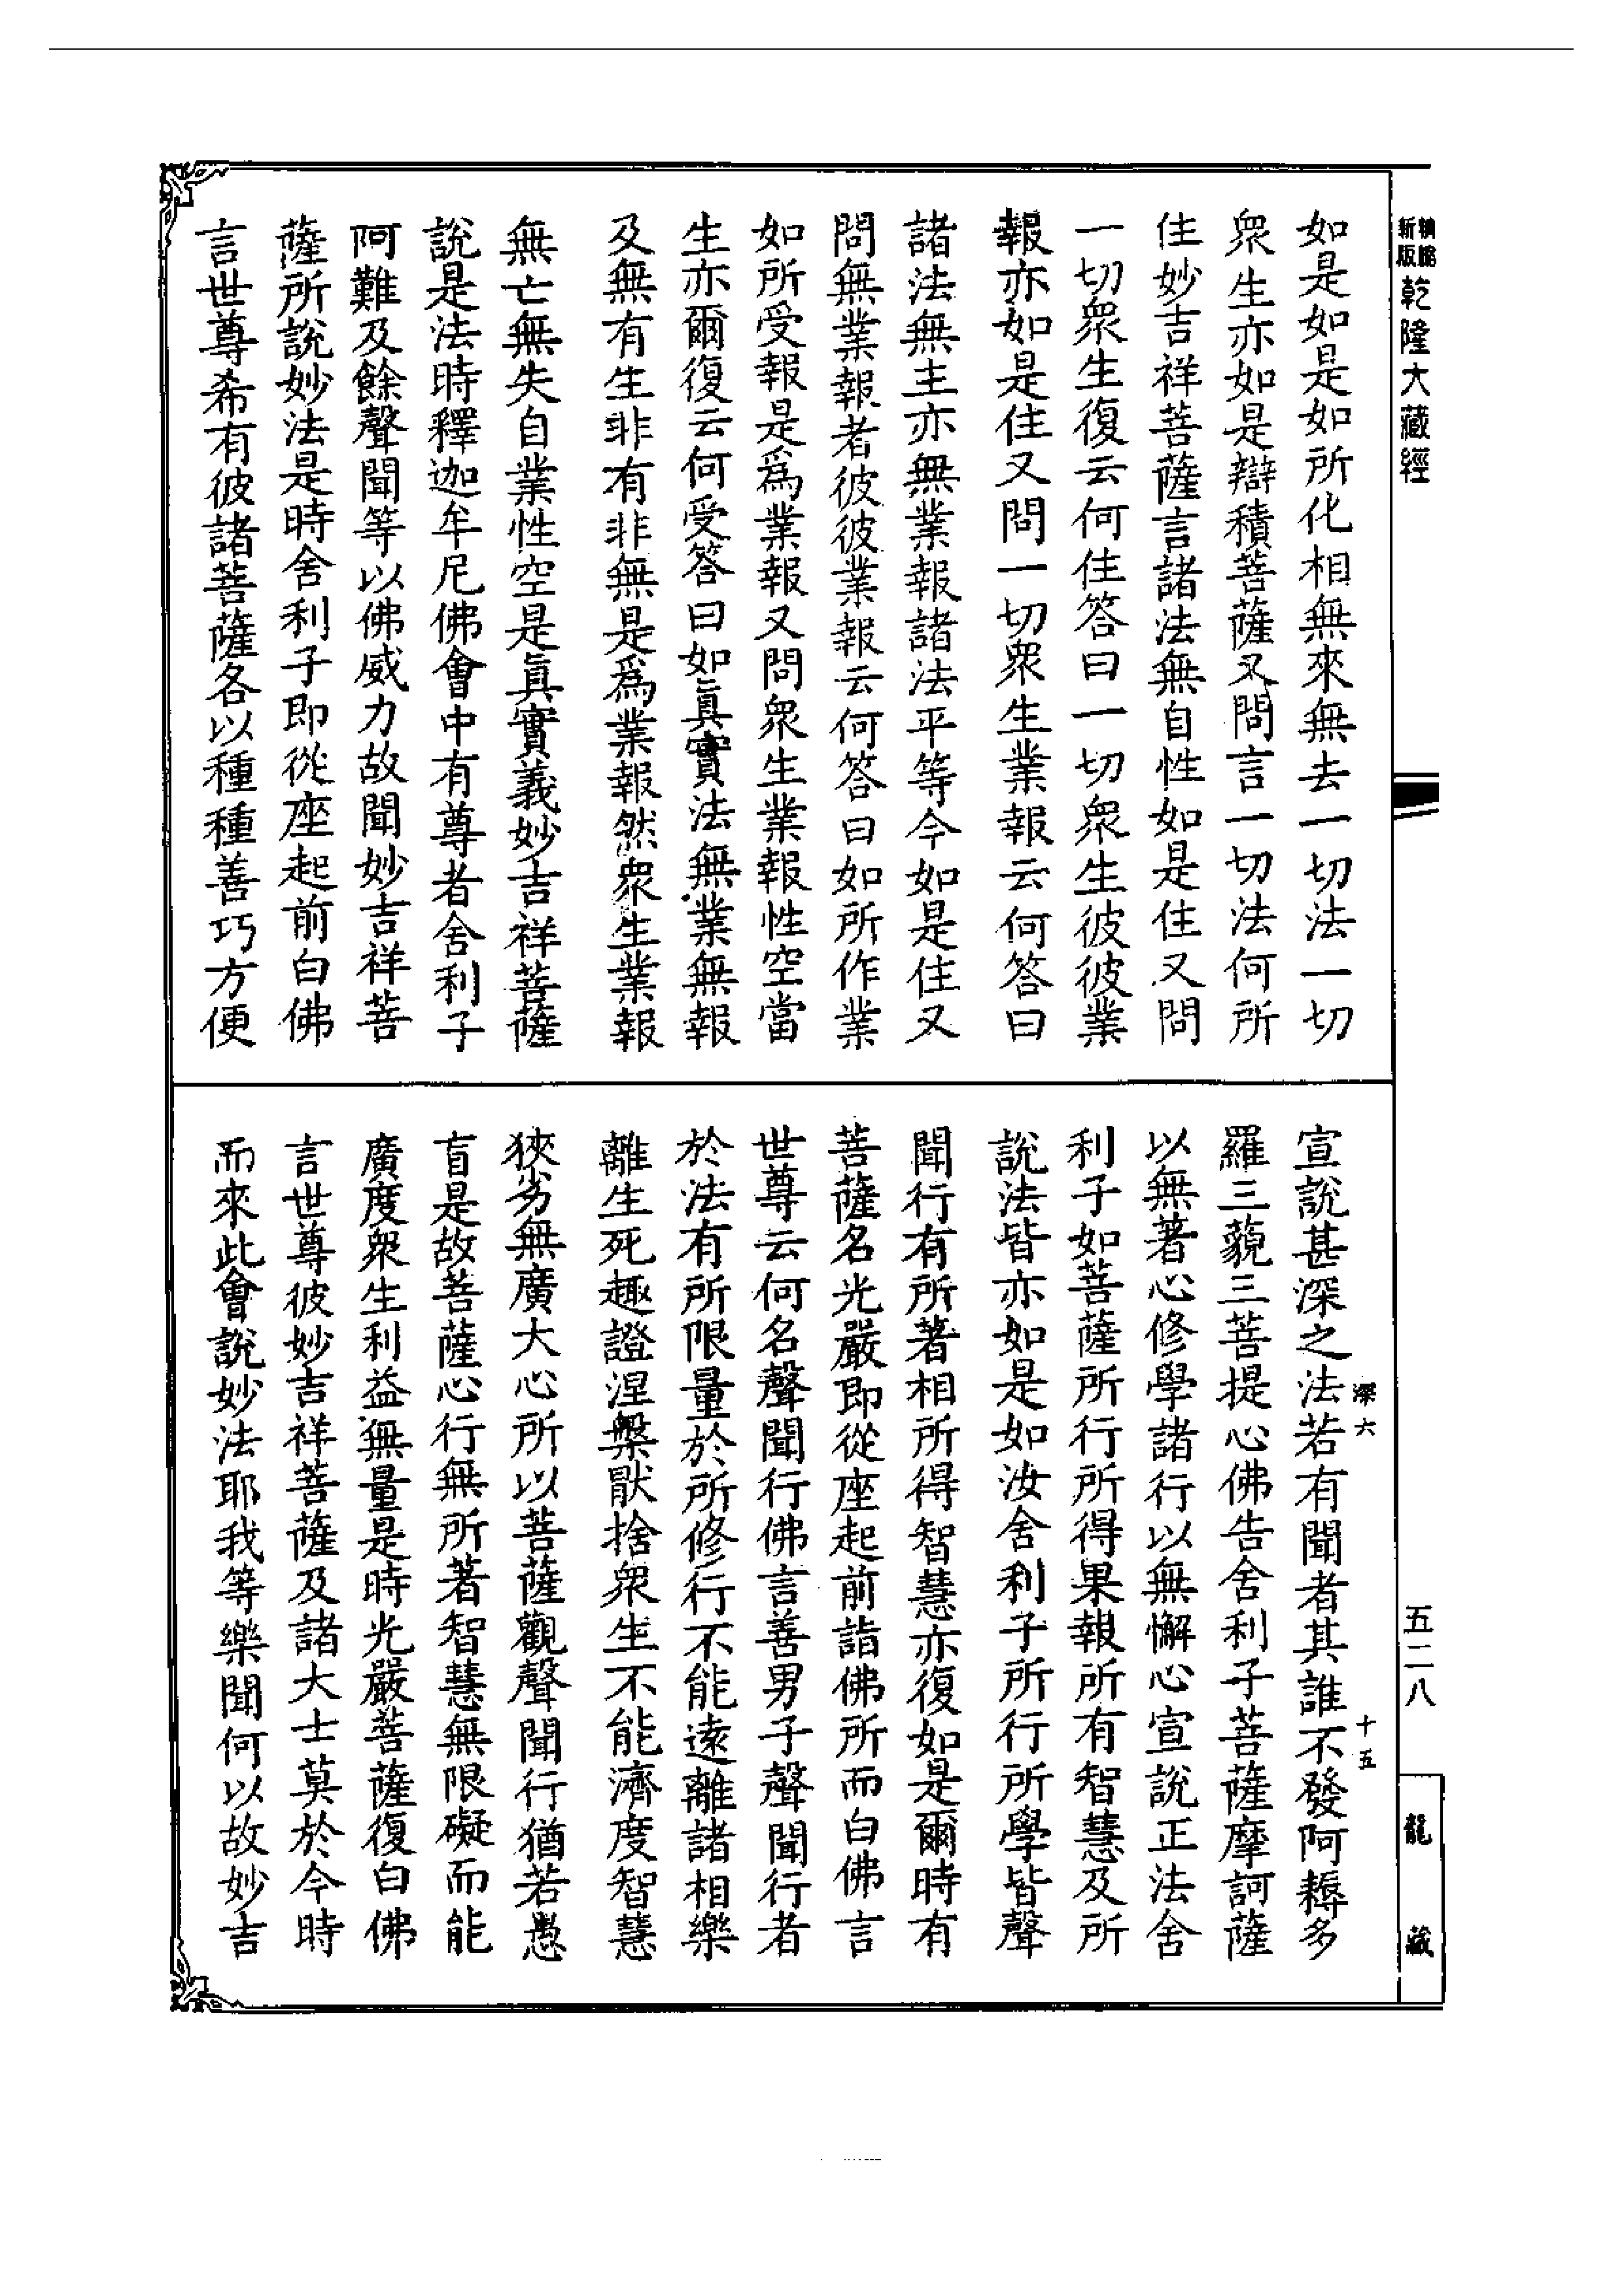 精縮新版乾隆大藏經
如是如是如所化相無來無去一切法一切
衆生亦如是辯積菩薩又問言一切法何所
住妙吉祥菩薩言諸法無自性如是住又問
一切衆生復云何住答曰一切衆生彼彼業
報亦如是住又問一切衆生業報云何答曰
諸法無主亦無業報諸法平等今如是住又
問無業報者彼彼業報云何答曰如所作業
如所受報是爲業報又問衆生業報性空當
生亦爾復云何受答曰如眞實法無業無報
及無有生非有非無是爲業報然衆生業報
無亡無失自業性空是眞實義妙吉祥菩薩
說是法時釋迦牟尼佛會中有尊者舍利子
阿難及餘聲聞等以佛威力故聞妙吉祥菩
薩所說妙法是時舍利子即從座起前白佛
言世尊希有彼諸菩薩各以種種善巧方便
宣說甚深之法若有聞者其誰不發阿耨多
羅三藐三菩提心佛告舍利子菩薩摩訶薩
以無著心修學諸行以無懈心宣說正法舍
利子如菩薩所行所得果報所有智慧及所
說法皆亦如是如汝舍利子所行所學皆聲
聞行有所著相所得智慧亦復如是爾時有
菩薩名光嚴即從座起前詣佛所而白佛言
世尊云何名聲聞行佛言善男子聲聞行者
於法有所限量於所修行不能遠離諸相樂
離生死趣證涅槃厭捨衆生不能濟度智慧
狹劣無廣大心所以菩薩觀聲聞行猶若愚
盲是故菩薩心行無所著智慧無限礙而能
廣度衆生利益無量是時光嚴菩薩復白佛
言世尊彼妙吉祥菩薩及諸大士莫於今時
而來此會說妙法耶我等樂聞何以故妙吉
深六
十五
五二八
龍藏